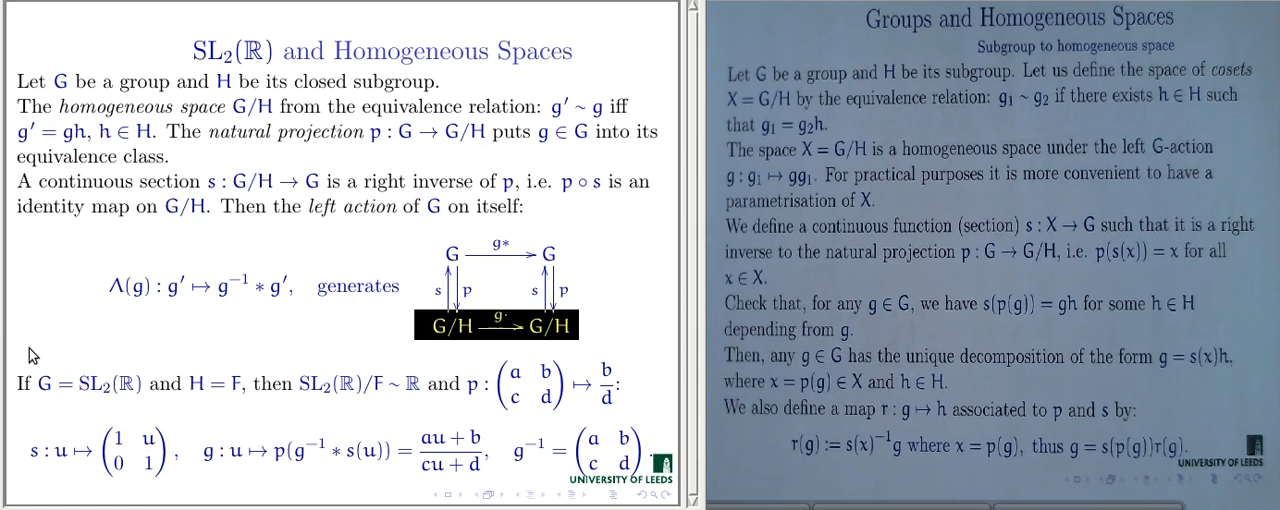 SL₂(ℝ) and Homogeneous Spaces
Let G be a group and H be its closed subgroup.
The homogeneous space G/H from the equivalence relation: g′ ~ g iff
g′ = gh, h ∈ H. The natural projection p : G → G/H puts g ∈ G into its
equivalence class.
A continuous section s : G/H → G is a right inverse of p, i.e. p ∘ s is an
identity map on G/H. Then the left action of G on itself:
Λ(g) : g′ ↦ g⁻¹ * g′, generates
G g* G
s p s p
G/H g· G/H
If G = SL₂(ℝ) and H = F, then SL₂(ℝ)/F ~ ℝ and p : (a b; c d) ↦ b/d:
s : u ↦ (1 u; 0 1), g : u ↦ p(g⁻¹ * s(u)) = (au + b)/(cu + d), g⁻¹ = (a b; c d).
UNIVERSITY OF LEEDS
Groups and Homogeneous Spaces
Subgroup to homogeneous space
Let G be a group and H be its subgroup. Let us define the space of cosets
X = G/H by the equivalence relation: g₁ ~ g₂ if there exists h ∈ H such
that g₁ = g₂h.
The space X = G/H is a homogeneous space under the left G-action
g : g₁ ↦ gg₁. For practical purposes it is more convenient to have a
parametrisation of X.
We define a continuous function (section) s : X → G such that it is a right
inverse to the natural projection p : G → G/H, i.e. p(s(x)) = x for all
x ∈ X.
Check that, for any g ∈ G, we have s(p(g)) = gh for some h ∈ H
depending from g.
Then, any g ∈ G has the unique decomposition of the form g = s(x)h,
where x = p(g) ∈ X and h ∈ H.
We also define a map r : g ↦ h associated to p and s by:
r(g) := s(x)⁻¹g where x = p(g), thus g = s(p(g))r(g).
UNIVERSITY OF LEEDS